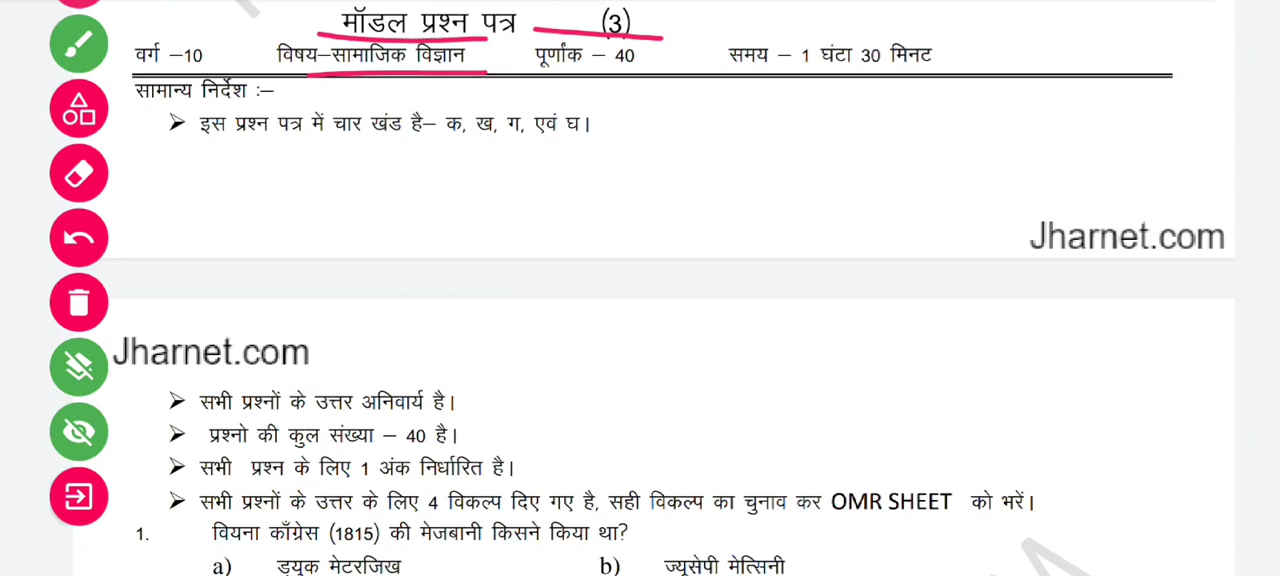 मॉडल प्रश्न पत्र (3)
वर्ग –10 विषय–सामाजिक विज्ञान पूर्णांक – 40 समय – 1 घंटा 30 मिनट
सामान्य निर्देश :–
➢ इस प्रश्न पत्र में चार खंड है– क, ख, ग, एवं घ।
Jharnet.com
Jharnet.com
➢ सभी प्रश्नों के उत्तर अनिवार्य है।
➢ प्रश्नो की कुल संख्या – 40 है।
➢ सभी प्रश्न के लिए 1 अंक निर्धारित है।
➢ सभी प्रश्नों के उत्तर के लिए 4 विकल्प दिए गए है, सही विकल्प का चुनाव कर OMR SHEET को भरें।
1. वियना काँग्रेस (1815) की मेजबानी किसने किया था?
a) ड्यूक मेटरजिख b) ज्यूसेपी मेत्सिनी